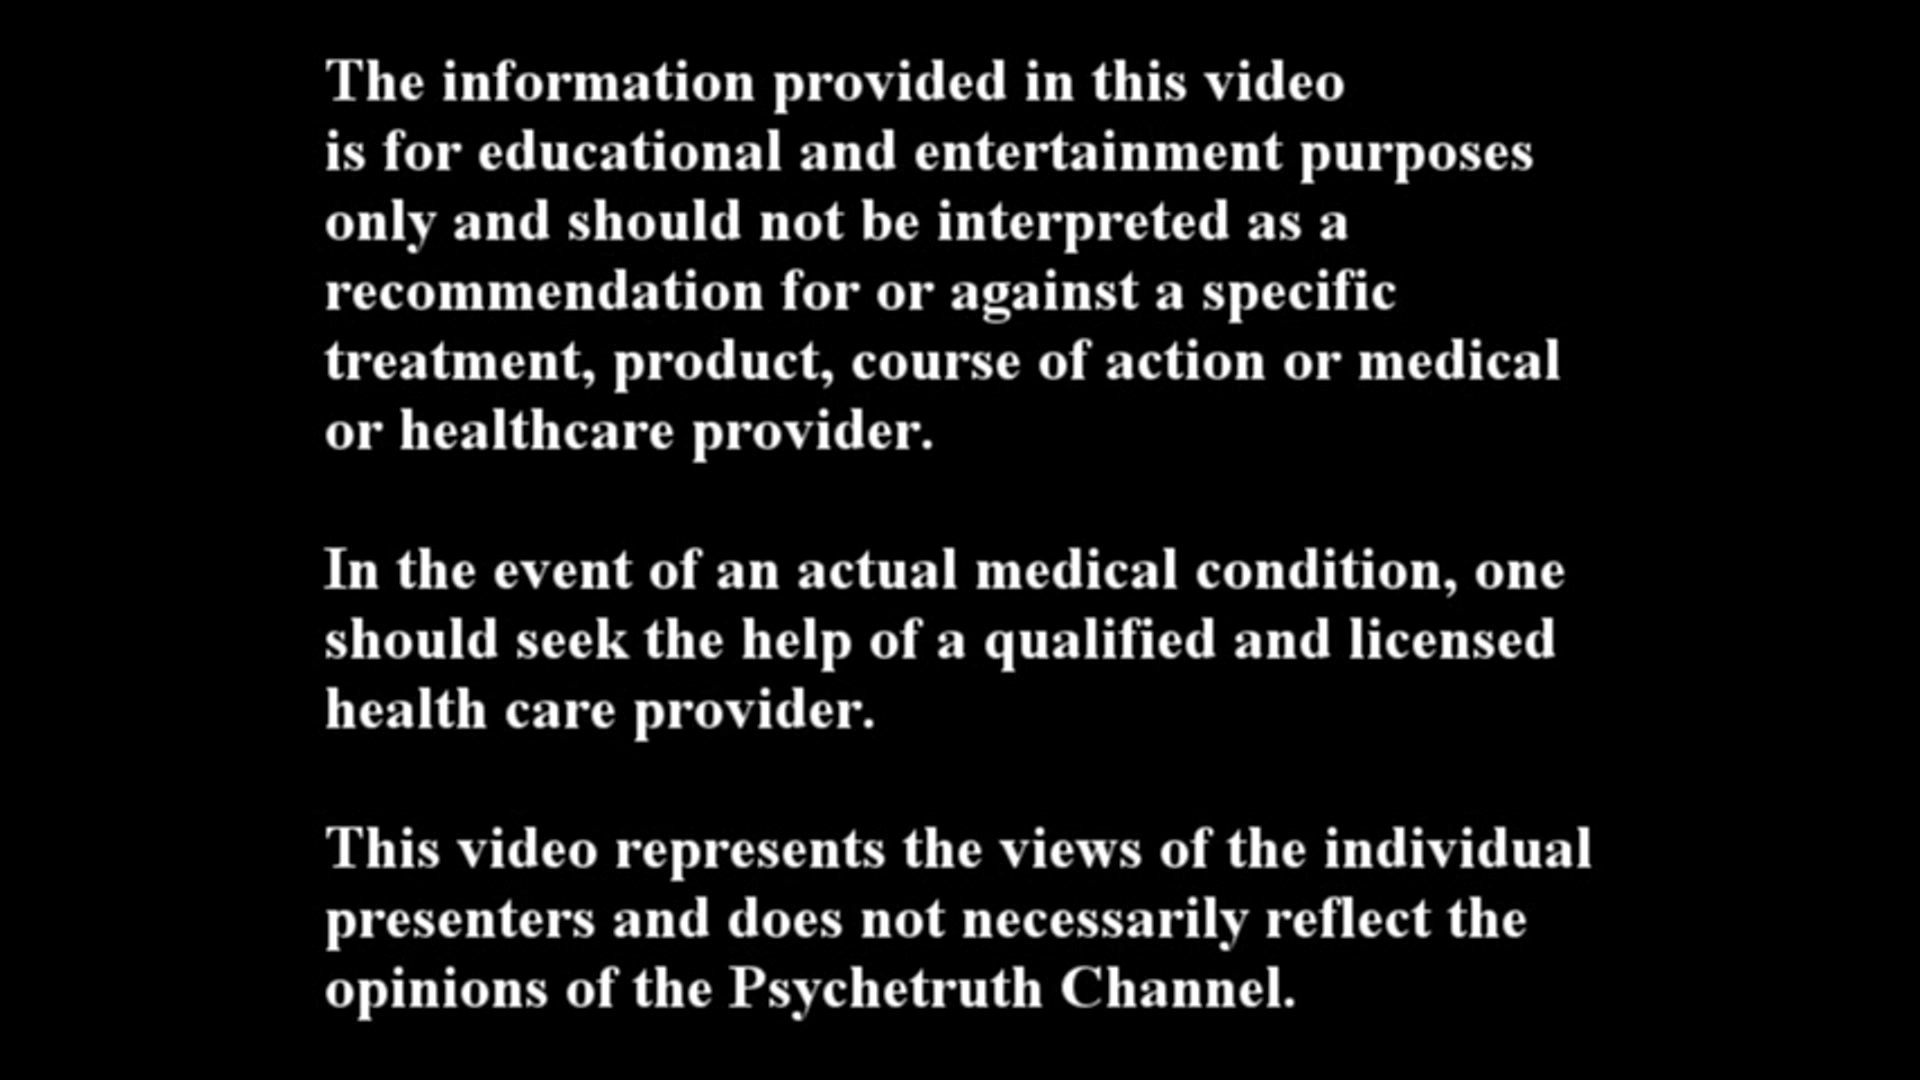 The information provided in this video
is for educational and entertainment purposes
only and should not be interpreted as a
recommendation for or against a specific
treatment, product, course of action or medical
or healthcare provider.
In the event of an actual medical condition, one
should seek the help of a qualified and licensed
health care provider.
This video represents the views of the individual
presenters and does not necessarily reflect the
opinions of the Psychetruth Channel.